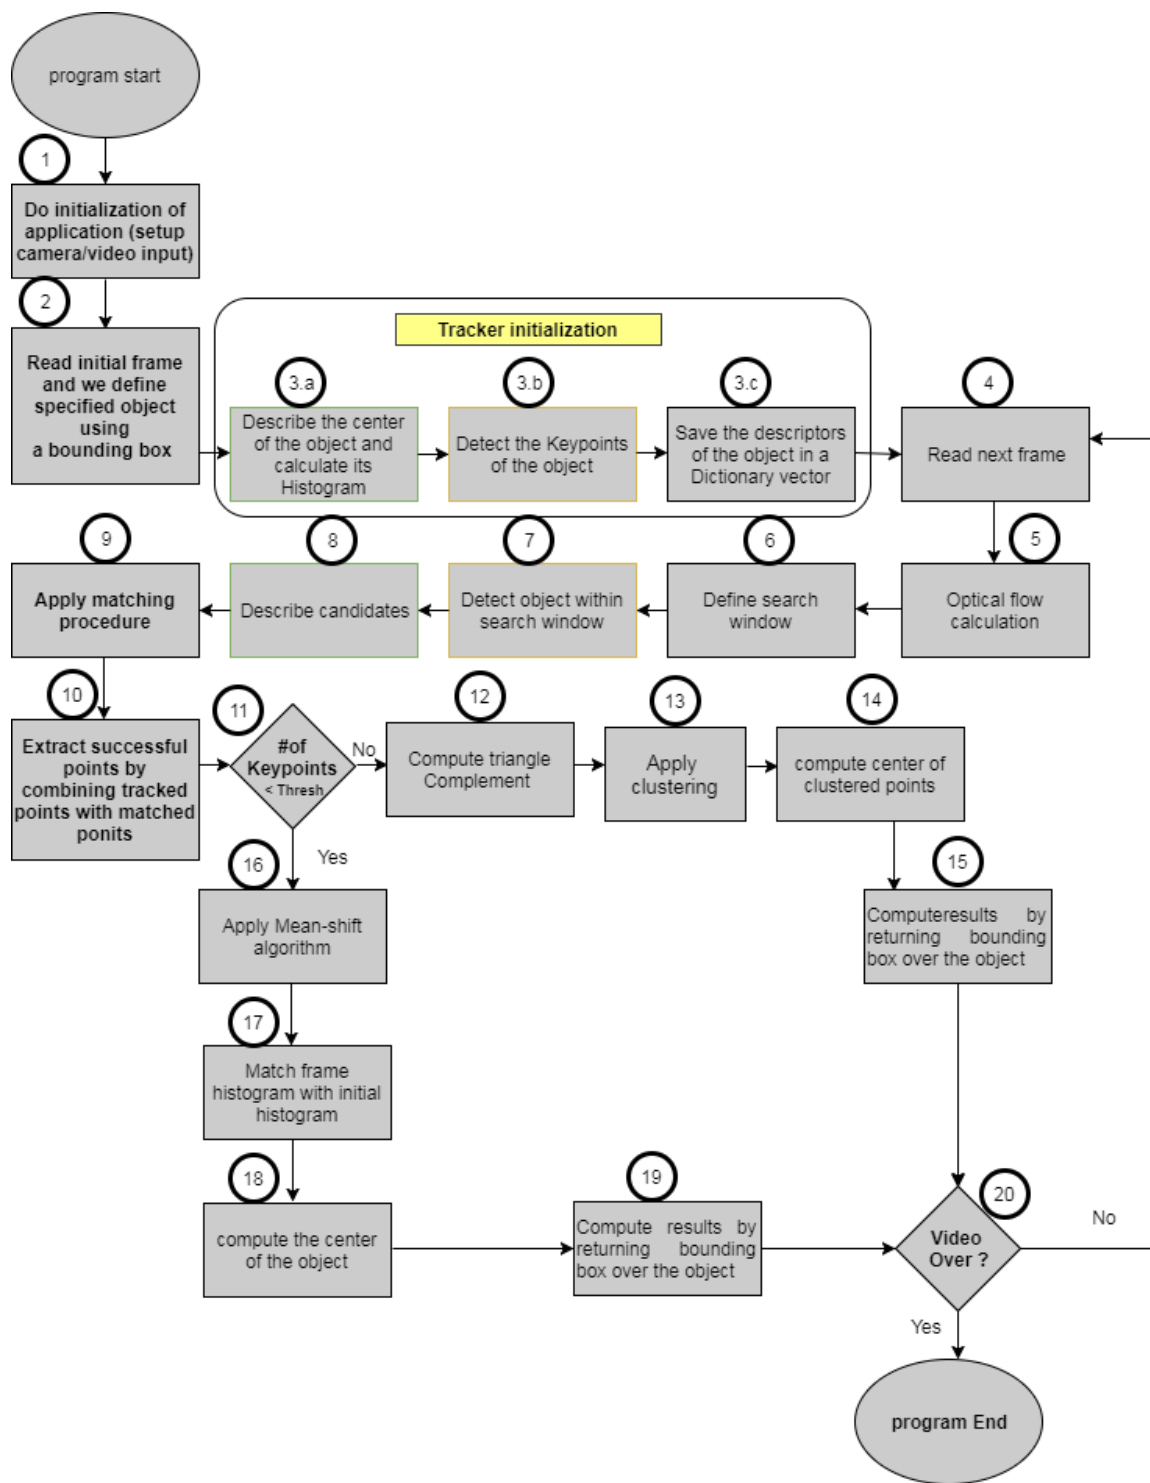 program start
1
Do initialization of
application (setup
camera/video input)
2
Read initial frame
and we define
specified object
using
a bounding box
Tracker initialization
3.a
Describe the center
of the object and
calculate its
Histogram
3.b
Detect the Keypoints
of the object
3.c
Save the descriptors
of the object in a
Dictionary vector
4
Read next frame
5
Optical flow
calculation
6
Define search
window
7
Detect object within
search window
8
Describe candidates
9
Apply matching
procedure
10
Extract successful
points by
combining tracked
points with matched
ponits
11
#of
Keypoints
< Thresh
No
Yes
12
Compute triangle
Complement
13
Apply
clustering
14
compute center of
clustered points
15
Computeresults by
returning bounding
box over the object
16
Apply Mean-shift
algorithm
17
Match frame
histogram with initial
histogram
18
compute the center
of the object
19
Compute results by
returning bounding
box over the object
20
Video
Over ?
No
Yes
program End